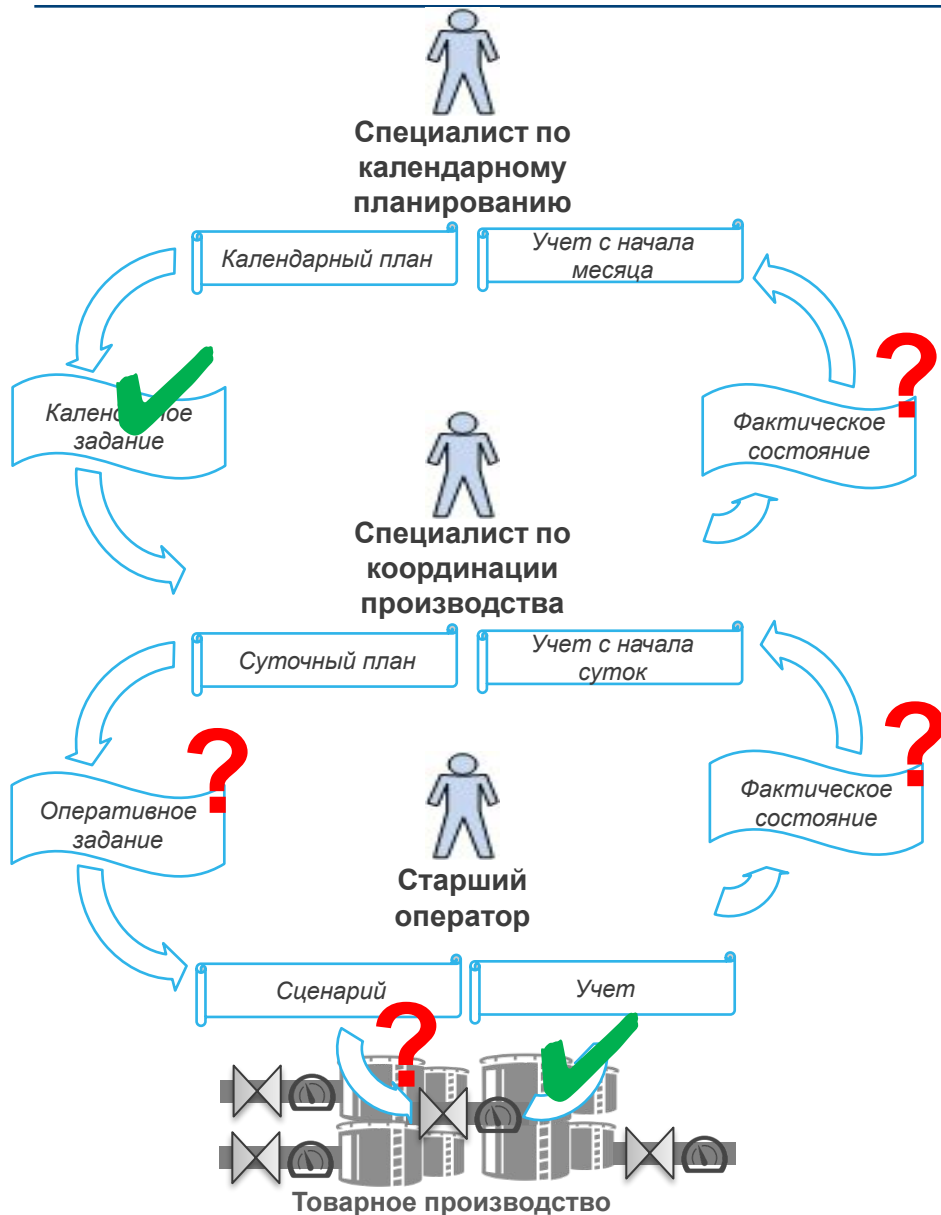 Специалист по
календарному
планированию
Календарный план
Учет с начала
месяца
?
Календарное
задание
Фактическое
состояние
Специалист по
координации
производства
Суточный план
Учет с начала
суток
?
?
Оперативное
задание
Фактическое
состояние
Старший
оператор
Сценарий
Учет
?
Товарное производство